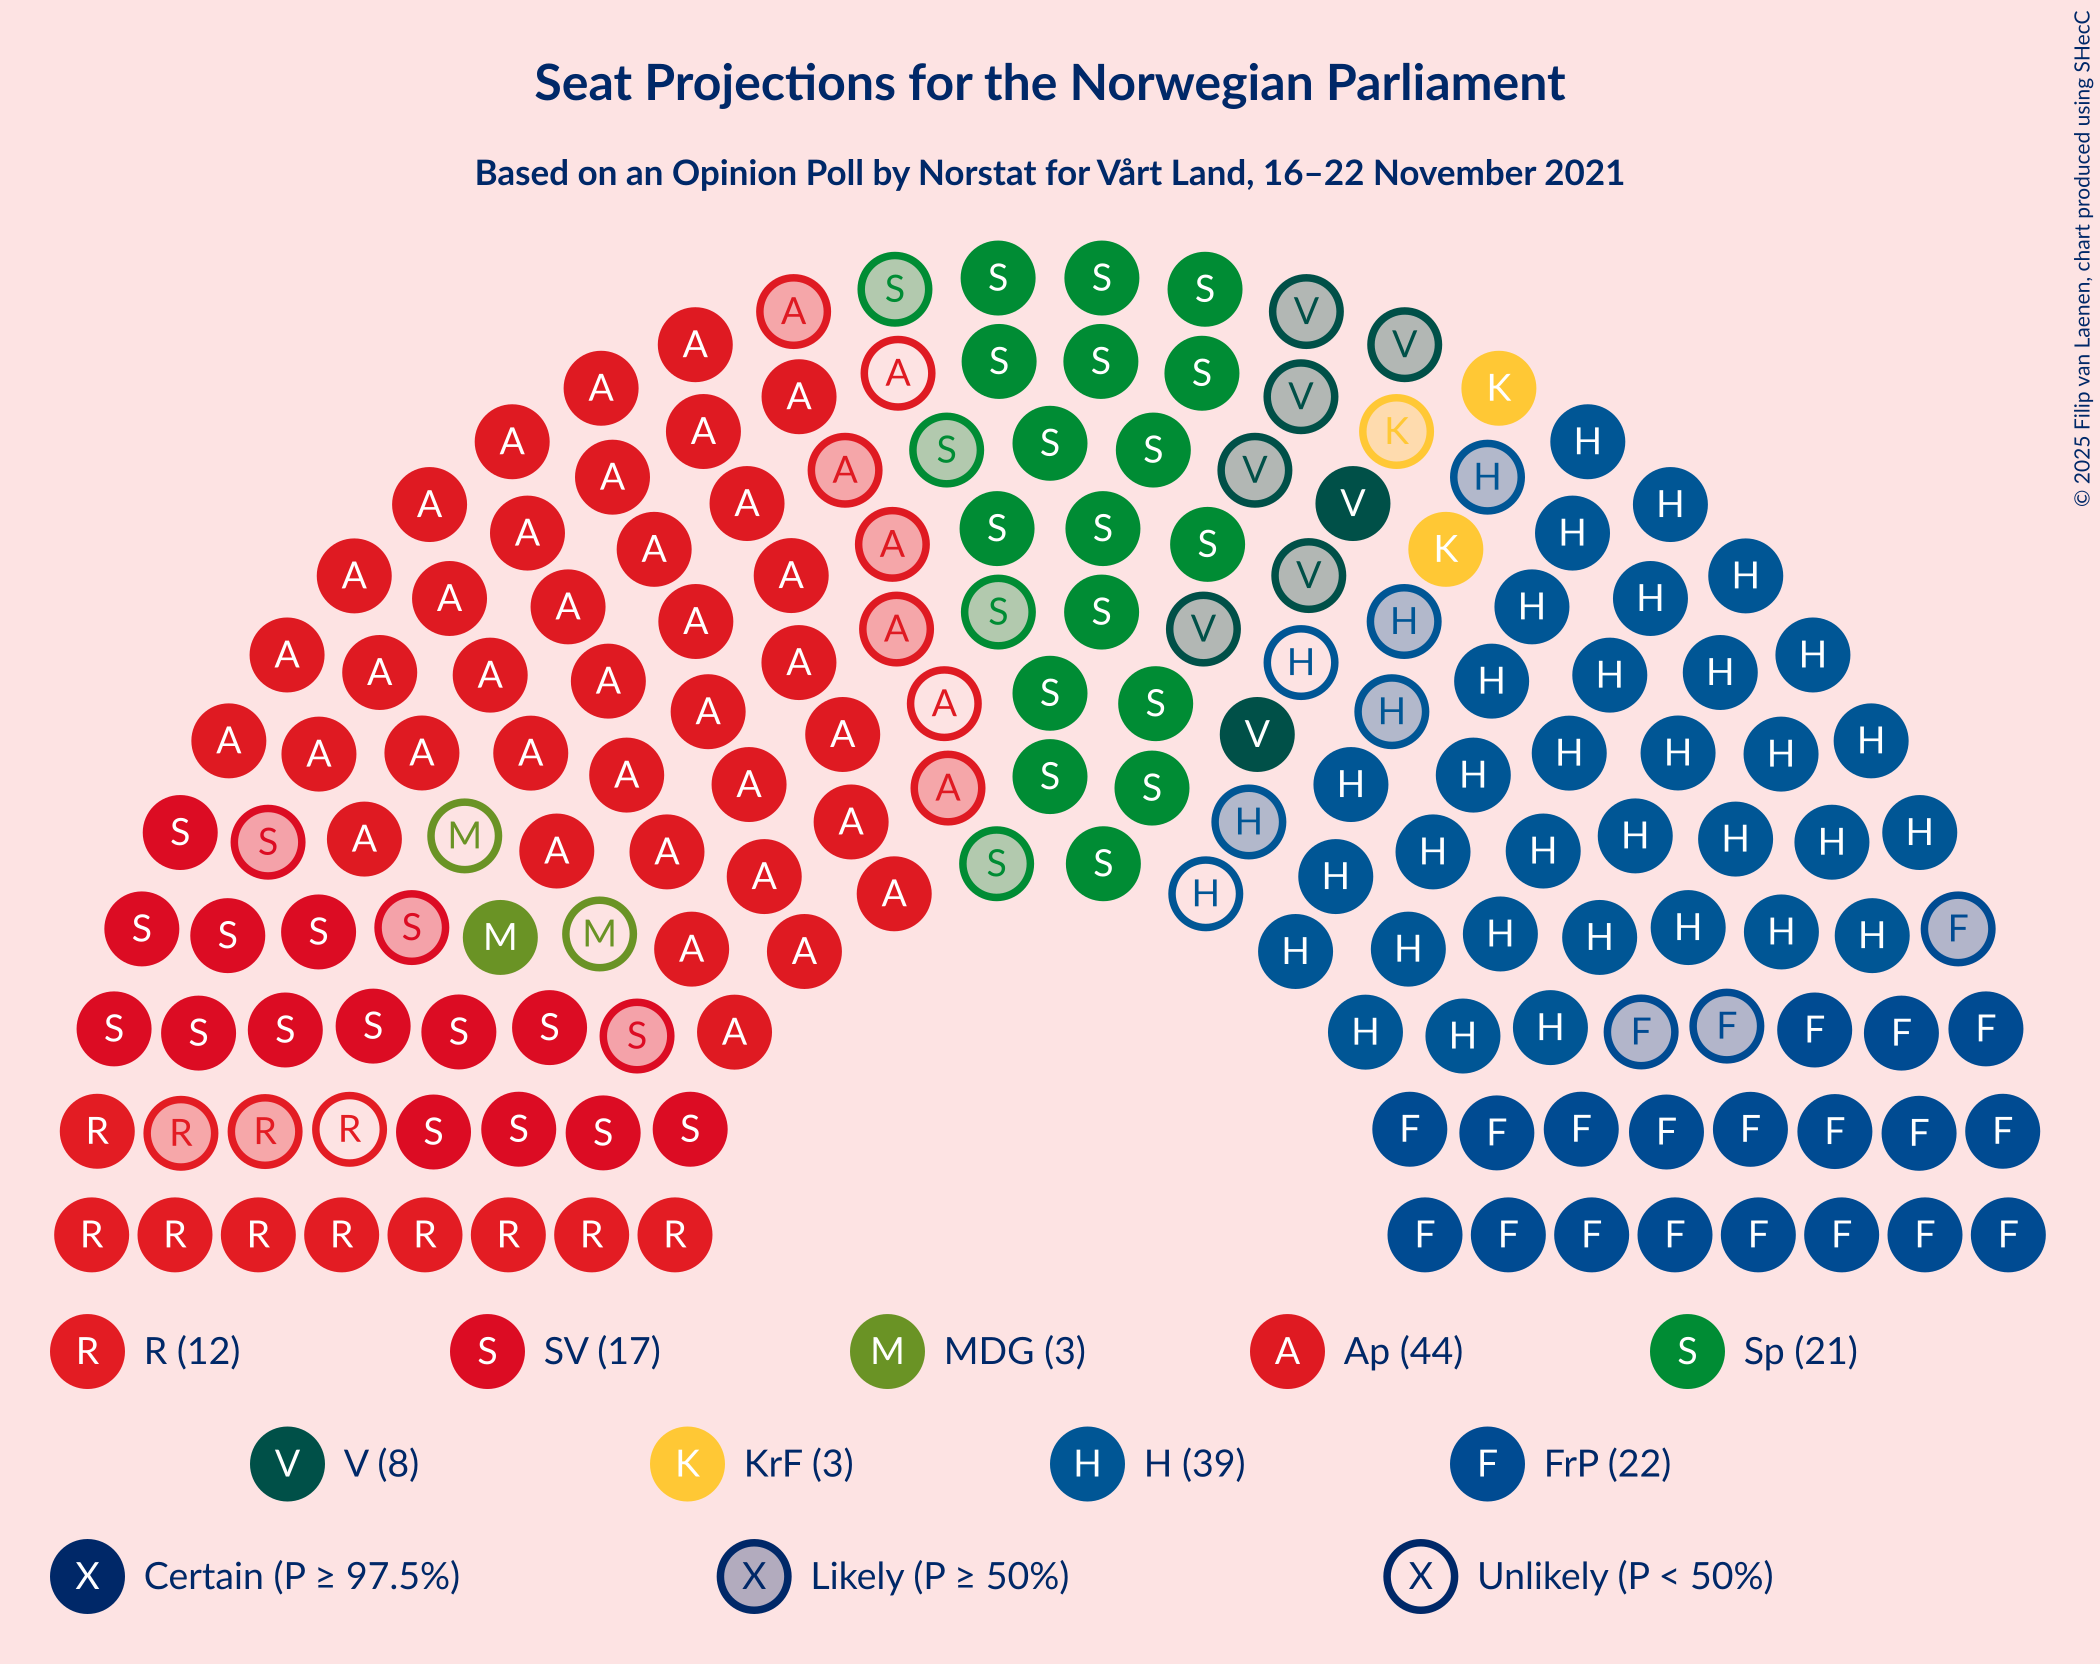 Seat Projections for the Norwegian Parliament
Based on an Opinion Poll by Norstat for Vårt Land, 16–22 November 2021
© 2025 Filip van Laenen, chart produced using SHecC
S S S
S V
A V
A K
A A S S S H
A A V K
A A S S S V H H
A A A S S S V K H
A A A A V H
A A A S S V H H
A A A S S H
A A A V H H
A A A A H H H
A A A A S S V H H H H
A A A A A A S S H H H H H H
S S A M A A A A S S H H H H H H H H
S S S S M M A A A H H H H H H H H F
S S S S S S S A H H H F F F F F
R R R R S S S S F F F F F F F F
R R R R R R R R F F F F F F F F
R R (12) S SV (17) M MDG (3) A Ap (44) S Sp (21)
V V (8) K KrF (3) H H (39) F FrP (22)
X Certain (P ≥ 97.5%) X Likely (P ≥ 50%) X Unlikely (P < 50%)